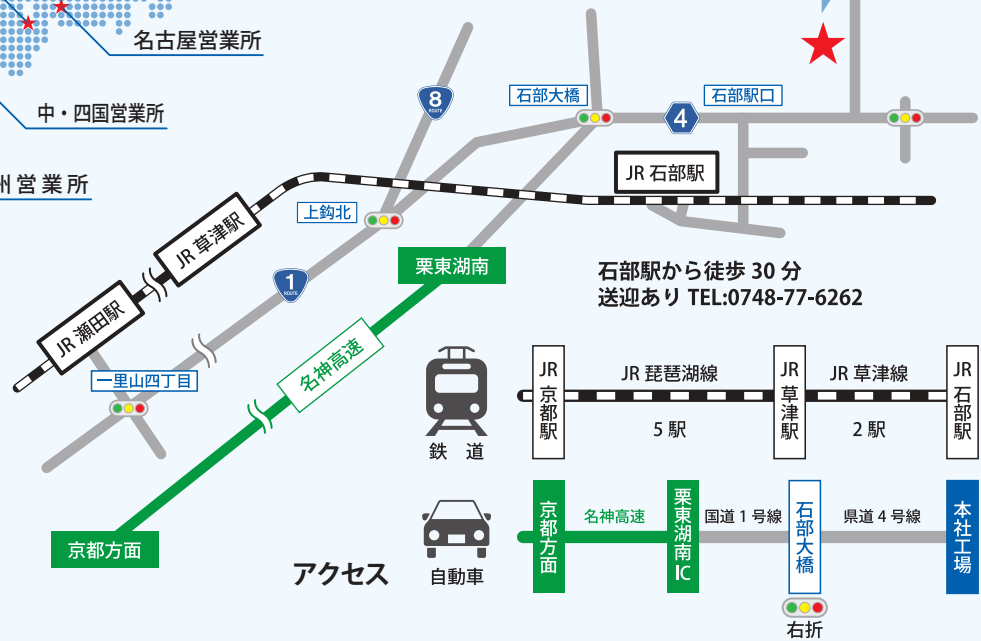 名古屋営業所
中・四国営業所
州営業所
8
ROUTE
石部大橋
4
石部駅口
JR 石部駅
JR 草津駅
上鈎北
栗東湖南
1
ROUTE
JR 瀬田駅
一里山四丁目
名神高速
京都方面
石部駅から徒歩 30 分
送迎あり TEL:0748-77-6262
鉄 道
JR 京都駅
JR 琵琶湖線
5 駅
JR 草津駅
JR 草津線
2 駅
JR 石部駅
アクセス
自動車
京都方面
名神高速
栗東湖南IC
国道 1 号線
石部大橋
右折
県道 4 号線
本社工場